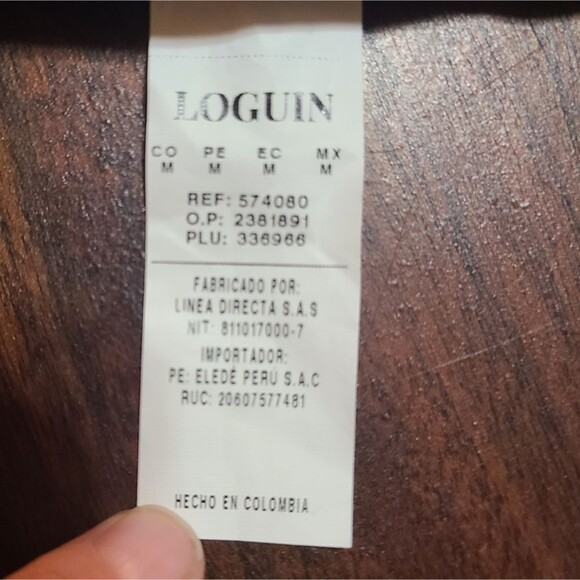 LOGUIN
CO PE EC MX
M M M M
REF: 574080
O.P: 2381891
PLU: 336966
FABRICADO POR:
LINEA DIRECTA S.A.S
NIT: 811017000-7
IMPORTADOR:
PE: ELEDÉ PERÚ S.A.C
RUC: 20607577481
HECHO EN COLOMBIA